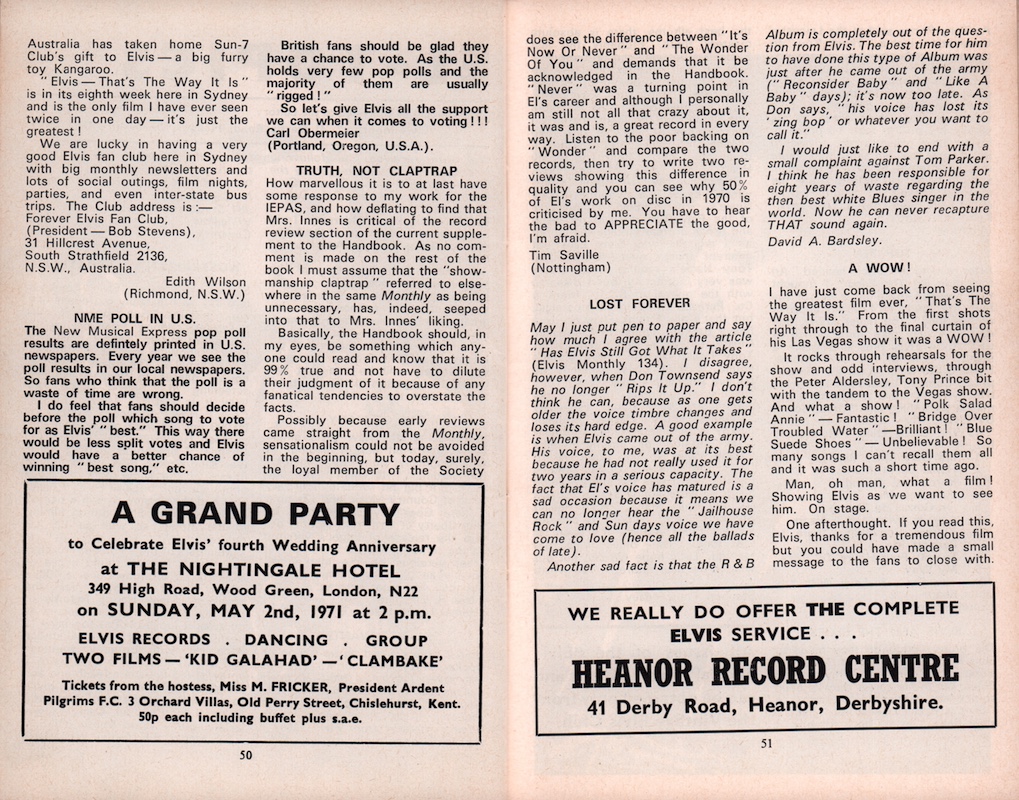 Australia has taken home Sun-7
Club's gift to Elvis — a big furry
toy Kangaroo.
" Elvis — That's The Way It Is "
is in its eighth week here in Sydney
and is the only film I have ever seen
twice in one day — it's just the
greatest !
We are lucky in having a very
good Elvis fan club here in Sydney
with big monthly newsletters and
lots of social outings, film nights,
parties, and even inter-state bus
trips. The Club address is :—
Forever Elvis Fan Club,
(President — Bob Stevens),
31 Hillcrest Avenue,
South Strathfield 2136,
N.S.W., Australia.
Edith Wilson
(Richmond, N.S.W.)
NME POLL IN U.S.
The New Musical Express pop poll
results are defintely printed in U.S.
newspapers. Every year we see the
poll results in our local newspapers.
So fans who think that the poll is a
waste of time are wrong.
I do feel that fans should decide
before the poll which song to vote
for as Elvis' " best." This way there
would be less split votes and Elvis
would have a better chance of
winning " best song," etc.
British fans should be glad they
have a chance to vote. As the U.S.
holds very few pop polls and the
majority of them are usually
" rigged ! "
So let's give Elvis all the support
we can when it comes to voting ! ! !
Carl Obermeier
(Portland, Oregon, U.S.A.).
TRUTH, NOT CLAPTRAP
How marvellous it is to at last have
some response to my work for the
IEPAS, and how deflating to find that
Mrs. Innes is critical of the record
review section of the current supple-
ment to the Handbook. As no com-
ment is made on the rest of the
book I must assume that the "show-
manship claptrap " referred to else-
where in the same Monthly as being
unnecessary, has, indeed, seeped
into that to Mrs. Innes' liking.
Basically, the Handbook should, in
my eyes, be something which any-
one could read and know that it is
99% true and not have to dilute
their judgment of it because of any
fanatical tendencies to overstate the
facts.
Possibly because early reviews
came straight from the Monthly,
sensationalism could not be avoided
in the beginning, but today, surely,
the loyal member of the Society
A GRAND PARTY
to Celebrate Elvis' fourth Wedding Anniversary
at THE NIGHTINGALE HOTEL
349 High Road, Wood Green, London, N22
on SUNDAY, MAY 2nd, 1971 at 2 p.m.
ELVIS RECORDS . DANCING . GROUP
TWO FILMS — 'KID GALAHAD' — 'CLAMBAKE'
Tickets from the hostess, Miss M. FRICKER, President Ardent
Pilgrims F.C. 3 Orchard Villas, Old Perry Street, Chislehurst, Kent.
50p each including buffet plus s.a.e.
50
does see the difference between "It's
Now Or Never " and " The Wonder
Of You " and demands that it be
acknowledged in the Handbook.
" Never " was a turning point in
El's career and although I personally
am still not all that crazy about it,
it was and is, a great record in every
way. Listen to the poor backing on
" Wonder " and compare the two
records, then try to write two re-
views showing this difference in
quality and you can see why 50%
of El's work on disc in 1970 is
criticised by me. You have to hear
the bad to APPRECIATE the good,
I'm afraid.
Tim Saville
(Nottingham)
LOST FOREVER
May I just put pen to paper and say
how much I agree with the article
" Has Elvis Still Got What It Takes "
(Elvis Monthly 134). I disagree,
however, when Don Townsend says
he no longer " Rips It Up." I don't
think he can, because as one gets
older the voice timbre changes and
loses its hard edge. A good example
is when Elvis came out of the army.
His voice, to me, was at its best
because he had not really used it for
two years in a serious capacity. The
fact that El's voice has matured is a
sad occasion because it means we
can no longer hear the " Jailhouse
Rock " and Sun days voice we have
come to love (hence all the ballads
of late).
Another sad fact is that the R & B
Album is completely out of the ques-
tion from Elvis. The best time for him
to have done this type of Album was
just after he came out of the army
(" Reconsider Baby " and " Like A
Baby " days); it's now too late. As
Don says, " his voice has lost its
' zing bop ' or whatever you want to
call it."
I would just like to end with a
small complaint against Tom Parker.
I think he has been responsible for
eight years of waste regarding the
then best white Blues singer in the
world. Now he can never recapture
THAT sound again.
David A. Bardsley.
A WOW !
I have just come back from seeing
the greatest film ever, " That's The
Way It Is." From the first shots
right through to the final curtain of
his Las Vegas show it was a WOW !
It rocks through rehearsals for the
show and odd interviews, through
the Peter Aldersley, Tony Prince bit
with the tandem to the Vegas show.
And what a show ! " Polk Salad
Annie " — Fantastic ! " Bridge Over
Troubled Water " —Brilliant ! " Blue
Suede Shoes " — Unbelievable ! So
many songs I can't recall them all
and it was such a short time ago.
Man, oh man, what a film !
Showing Elvis as we want to see
him. On stage.
One afterthought. If you read this,
Elvis, thanks for a tremendous film
but you could have made a small
message to the fans to close with.
WE REALLY DO OFFER THE COMPLETE
ELVIS SERVICE . . .
HEANOR RECORD CENTRE
41 Derby Road, Heanor, Derbyshire.
51